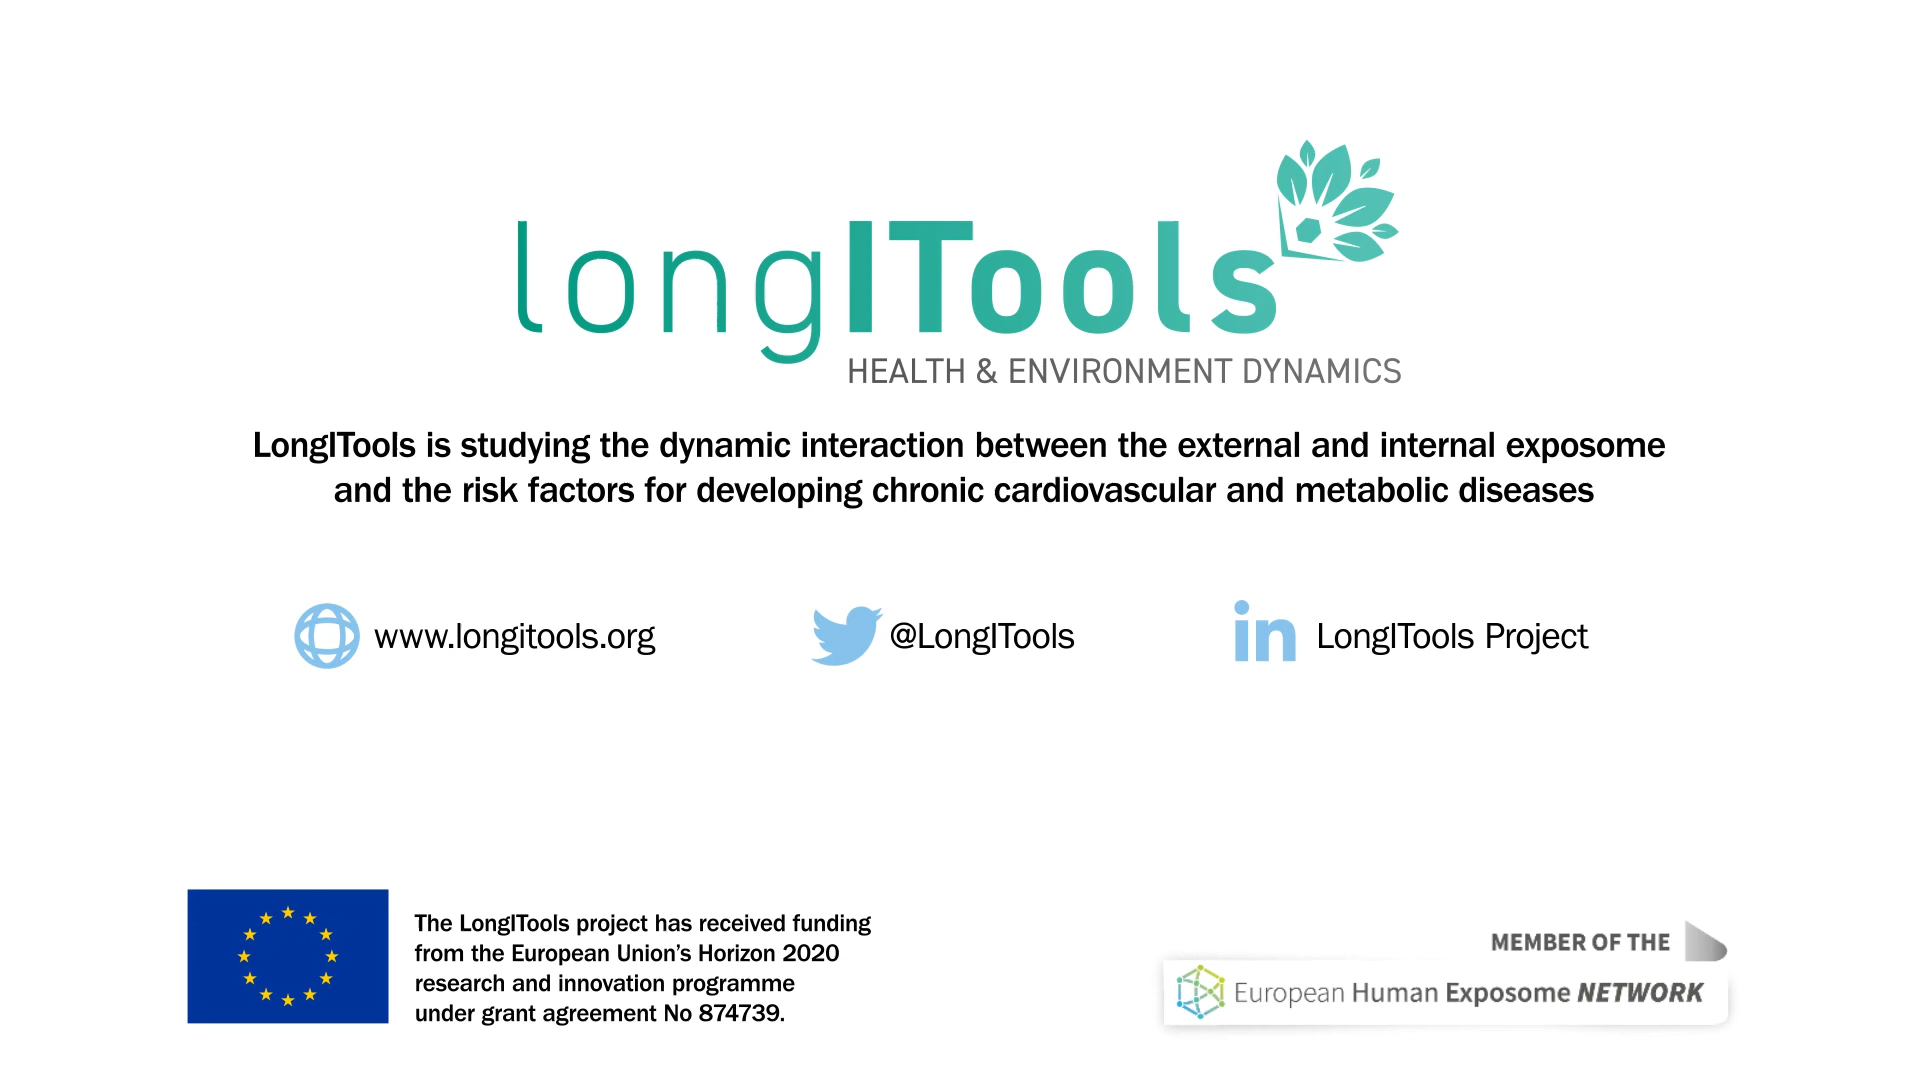 longITools
HEALTH & ENVIRONMENT DYNAMICS
LongITools is studying the dynamic interaction between the external and internal exposome
and the risk factors for developing chronic cardiovascular and metabolic diseases
www.longitools.org
@LongITools
in LongITools Project
The LongITools project has received funding
from the European Union’s Horizon 2020
research and innovation programme
under grant agreement No 874739.
MEMBER OF THE
European Human Exposome NETWORK